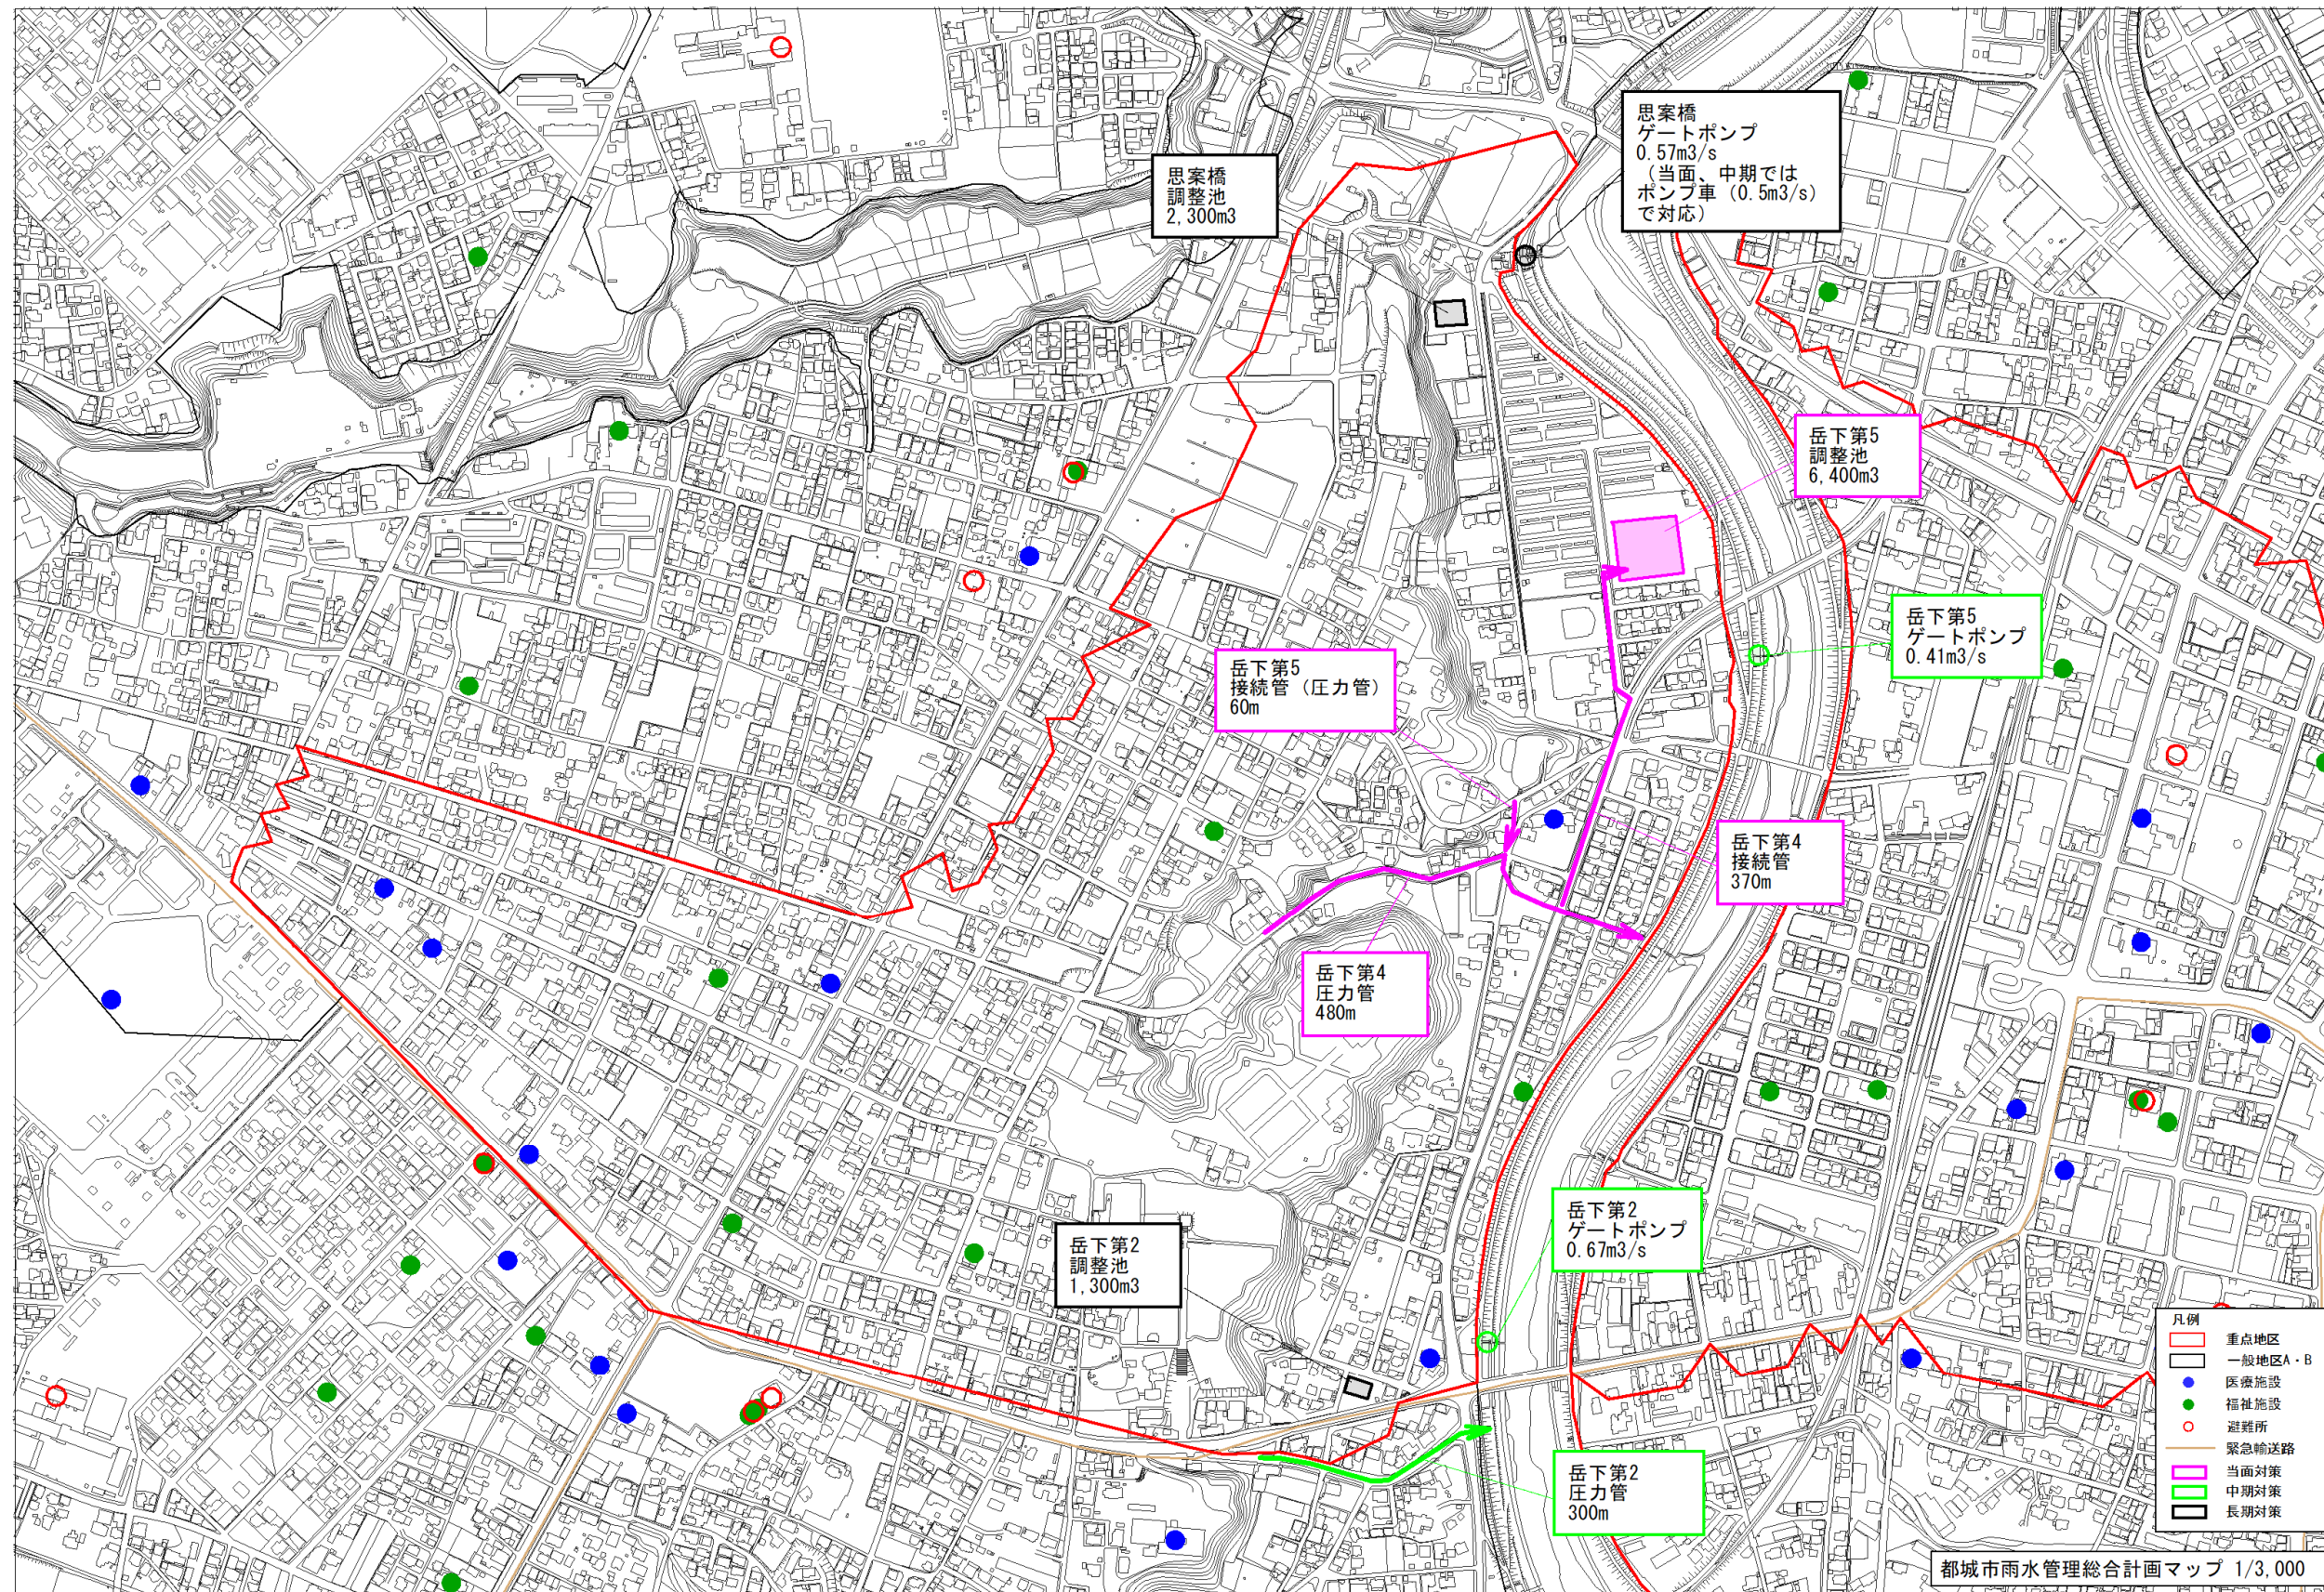 思案橋
ゲートポンプ
0.57m3/s
（当面、中期では
ポンプ車（0.5m3/s）
で対応）
思案橋
調整池
2,300m3
岳下第5
調整池
6,400m3
岳下第5
ゲートポンプ
0.41m3/s
岳下第5
接続管（圧力管）
60m
岳下第4
接続管
370m
岳下第4
圧力管
480m
岳下第2
ゲートポンプ
0.67m3/s
岳下第2
調整池
1,300m3
岳下第2
圧力管
300m
凡例
重点地区
一般地区A・B
医療施設
福祉施設
避難所
緊急輸送路
当面対策
中期対策
長期対策
都城市雨水管理総合計画マップ 1/3,000